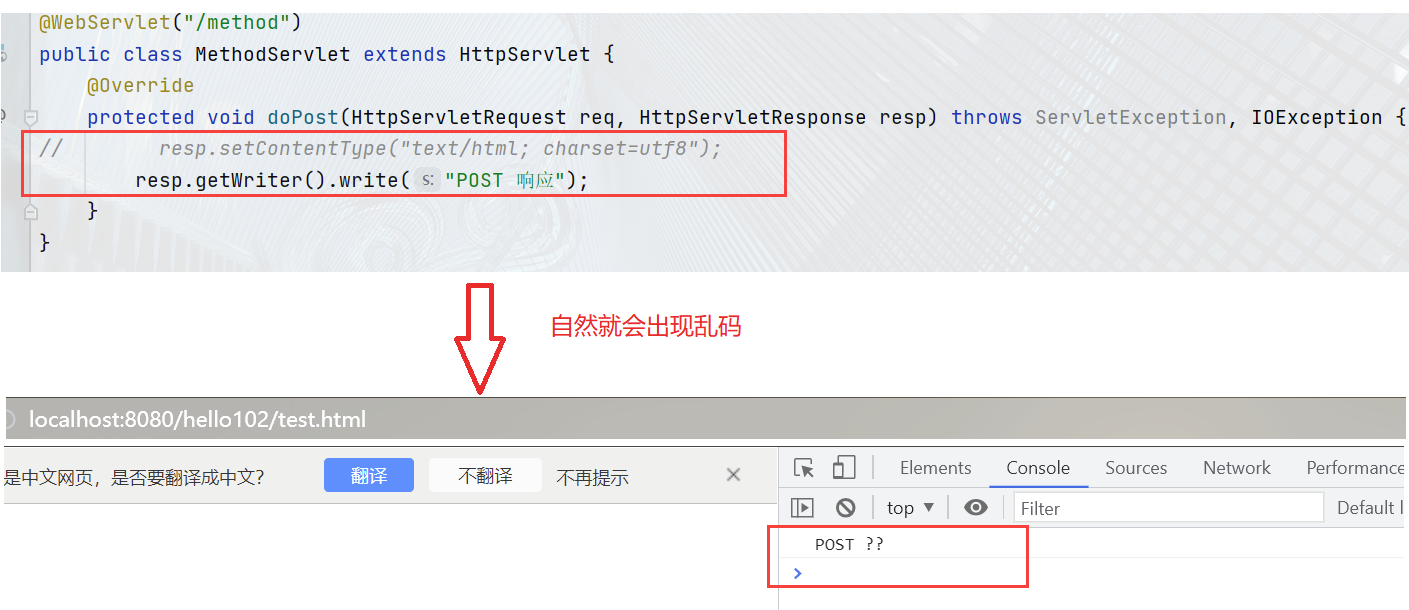 @WebServlet("/method")
public class MethodServlet extends HttpServlet {
@Override
protected void doPost(HttpServletRequest req, HttpServletResponse resp) throws ServletException, IOException {
// resp.setContentType("text/html; charset=utf8");
resp.getWriter().write( s: "POST 响应");
}
}
自然就会出现乱码
localhost:8080/hello102/test.html
是中文网页，是否要翻译成中文？ 翻译 不翻译 不再提示
Elements Console Sources Network Performance
top ▼ Filter Default l
POST ??
>